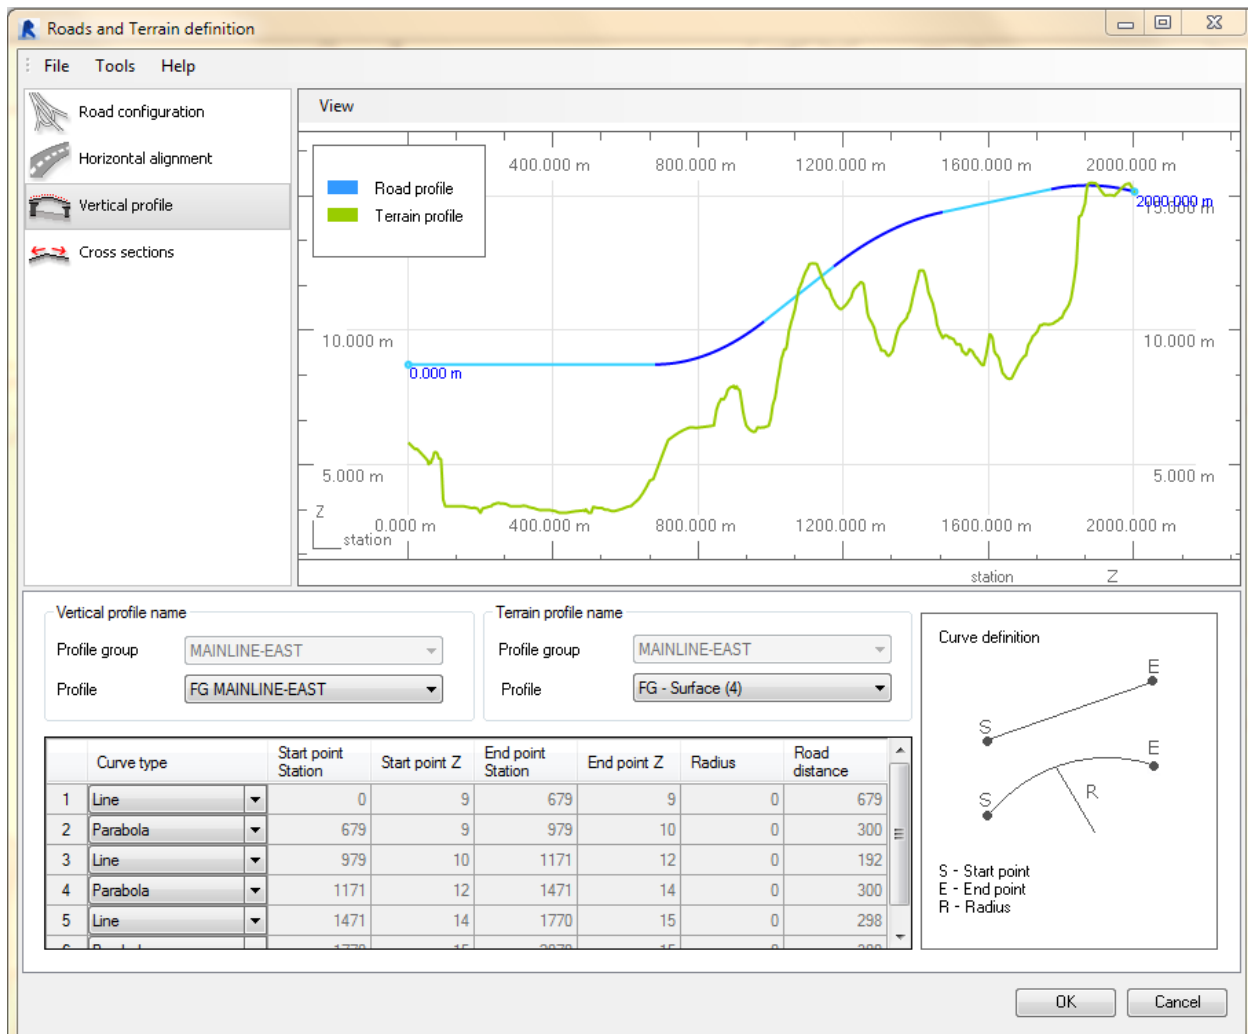 Roads and Terrain definition
File Tools Help
Road configuration
Horizontal alignment
Vertical profile
Cross sections
View
400.000 m 800.000 m 1200.000 m 1600.000 m 2000.000 m
Road profile
Terrain profile
2000.000 m
15.000 m
10.000 m 10.000 m
0.000 m
5.000 m 5.000 m
Z
station
0.000 m 400.000 m 800.000 m 1200.000 m 1600.000 m 2000.000 m
station Z
Vertical profile name
Profile group MAINLINE-EAST
Profile FG MAINLINE-EAST
Terrain profile name
Profile group MAINLINE-EAST
Profile FG - Surface (4)
Curve type Start point Station Start point Z End point Station End point Z Radius Road distance
1 Line 0 9 679 9 0 679
2 Parabola 679 9 979 10 0 300
3 Line 979 10 1171 12 0 192
4 Parabola 1171 12 1471 14 0 300
5 Line 1471 14 1770 15 0 298
Curve definition
S E
S E
R
S - Start point
E - End point
R - Radius
OK Cancel